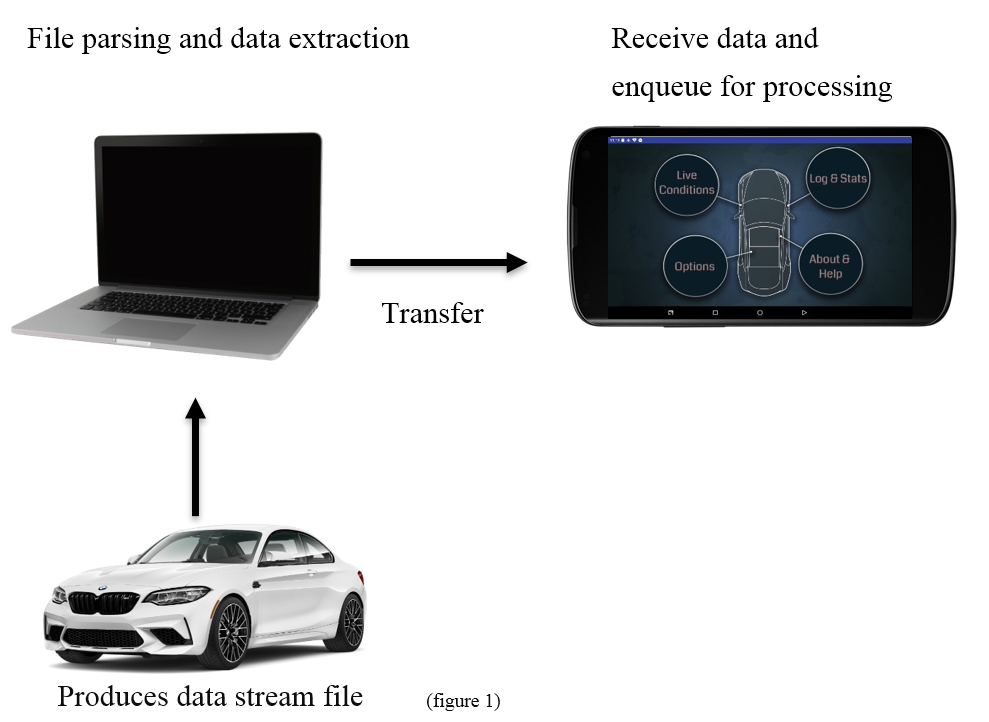 File parsing and data extraction
Receive data and
enqueue for processing
Live
Conditions
Log & Stats
Options
About &
Help
Transfer
Produces data stream file
(figure 1)